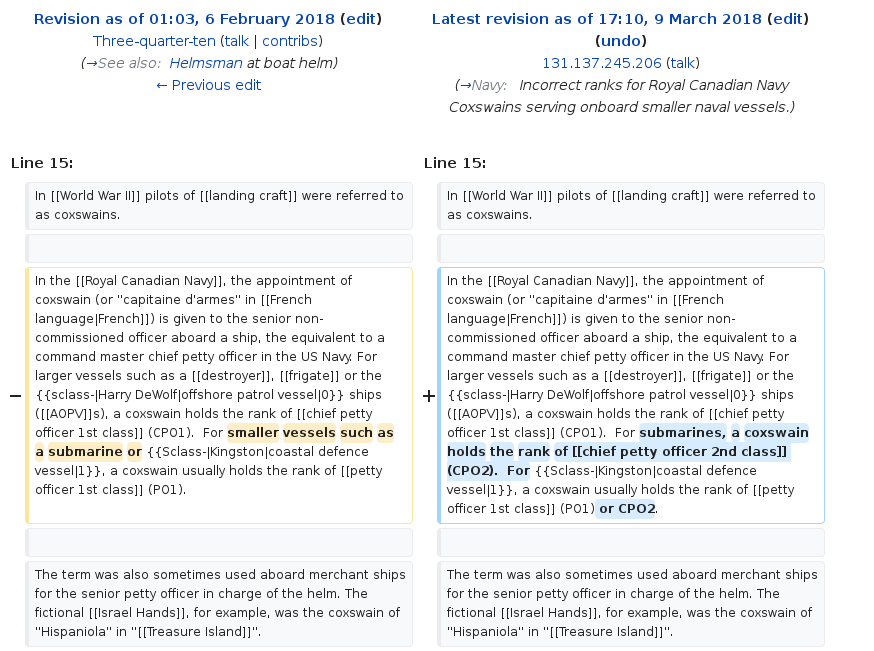 Revision as of 01:03, 6 February 2018 (edit)
Three-quarter-ten (talk | contribs)
(→See also: Helmsman at boat helm)
← Previous edit
Latest revision as of 17:10, 9 March 2018 (edit)
(undo)
131.137.245.206 (talk)
(→Navy: Incorrect ranks for Royal Canadian Navy
Coxswains serving onboard smaller naval vessels.)
Line 15:
Line 15:
In [[World War II]] pilots of [[landing craft]] were referred to
as coxswains.
In [[World War II]] pilots of [[landing craft]] were referred to
as coxswains.
−
In the [[Royal Canadian Navy]], the appointment of
coxswain (or ''capitaine d'armes'' in [[French
language|French]]) is given to the senior non-
commissioned officer aboard a ship, the equivalent to a
command master chief petty officer in the US Navy. For
larger vessels such as a [[destroyer]], [[frigate]] or the
{{sclass-|Harry DeWolf|offshore patrol vessel|0}} ships
([[AOPV]]s), a coxswain holds the rank of [[chief petty
officer 1st class]] (CPO1).  For smaller vessels such as
a submarine or {{Sclass-|Kingston|coastal defence
vessel|1}}, a coxswain usually holds the rank of [[petty
officer 1st class]] (PO1).
+
In the [[Royal Canadian Navy]], the appointment of
coxswain (or ''capitaine d'armes'' in [[French
language|French]]) is given to the senior non-
commissioned officer aboard a ship, the equivalent to a
command master chief petty officer in the US Navy. For
larger vessels such as a [[destroyer]], [[frigate]] or the
{{sclass-|Harry DeWolf|offshore patrol vessel|0}} ships
([[AOPV]]s), a coxswain holds the rank of [[chief petty
officer 1st class]] (CPO1).  For submarines, a coxswain
holds the rank of [[chief petty officer 2nd class]]
(CPO2).  For {{Sclass-|Kingston|coastal defence
vessel|1}}, a coxswain usually holds the rank of [[petty
officer 1st class]] (PO1) or CPO2.
The term was also sometimes used aboard merchant ships
for the senior petty officer in charge of the helm. The
fictional [[Israel Hands]], for example, was the coxswain of
''Hispaniola'' in ''[[Treasure Island]]''.
The term was also sometimes used aboard merchant ships
for the senior petty officer in charge of the helm. The
fictional [[Israel Hands]], for example, was the coxswain of
''Hispaniola'' in ''[[Treasure Island]]''.